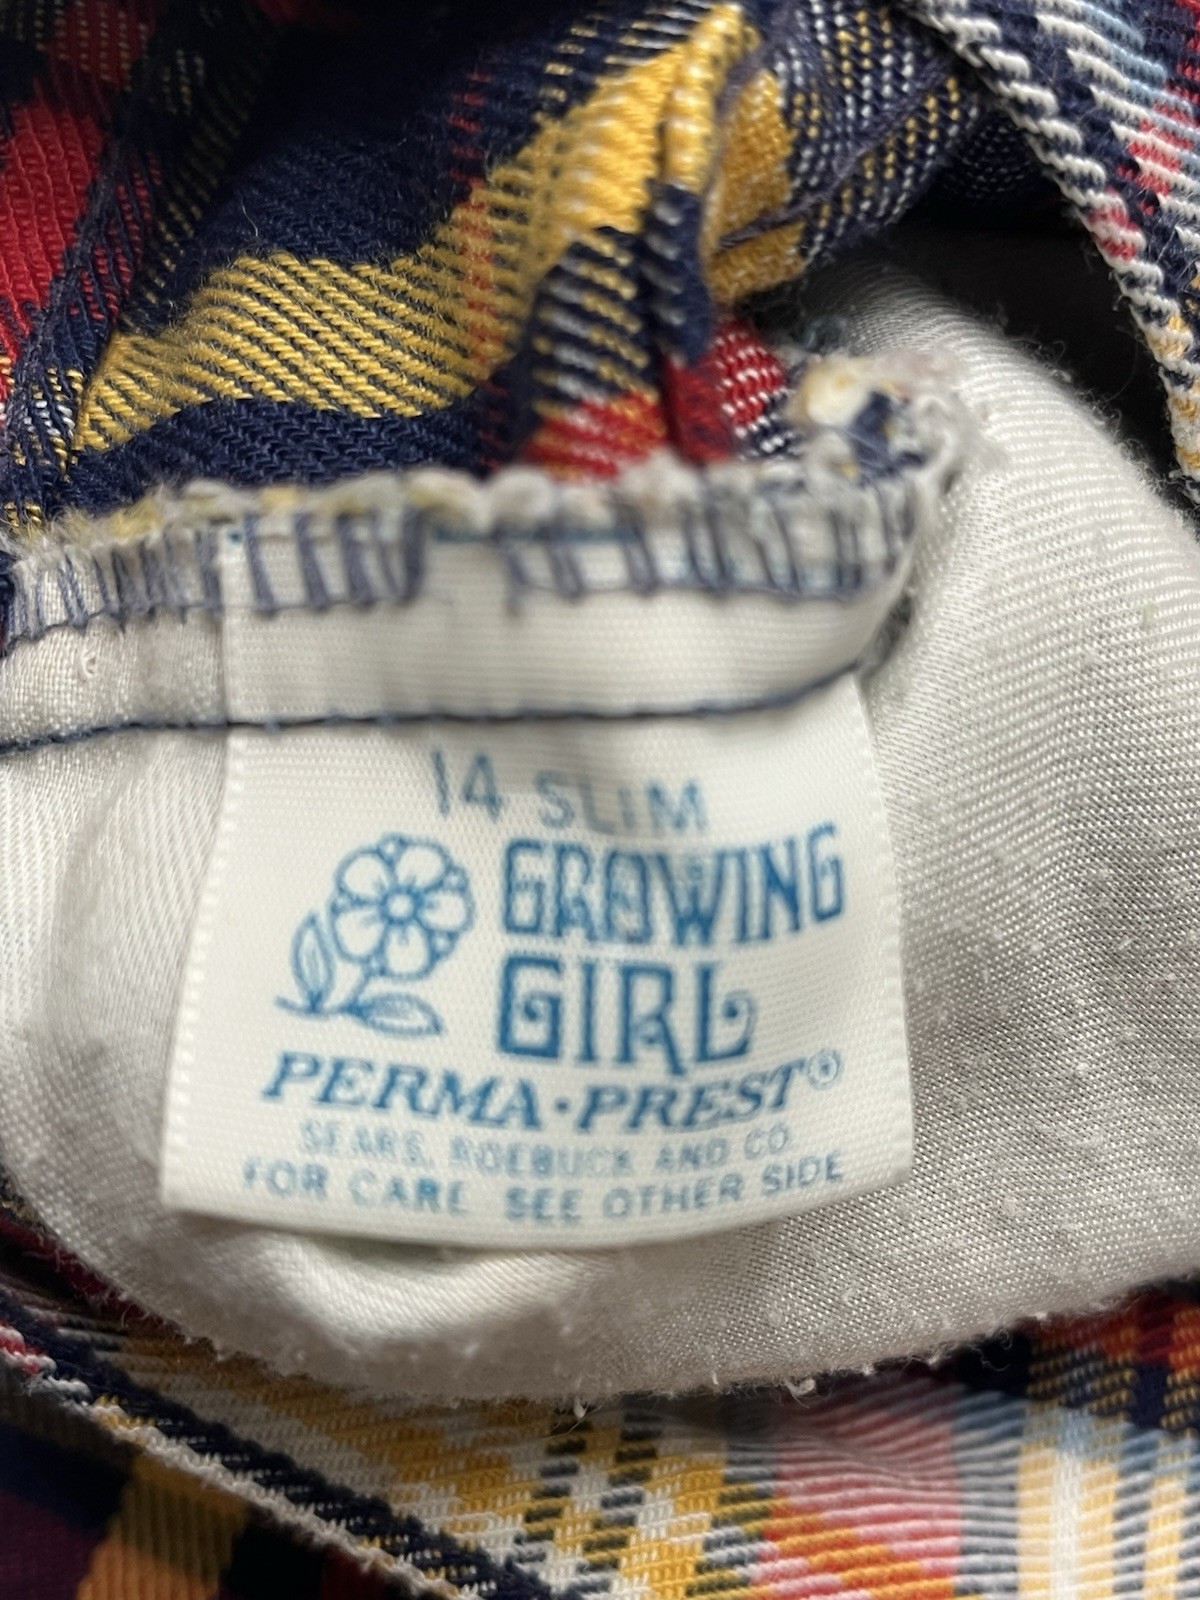 14 SLIM
GROWING
GIRL
PERMA·PREST®
SEARS, ROEBUCK AND CO
FOR CARE SEE OTHER SIDE